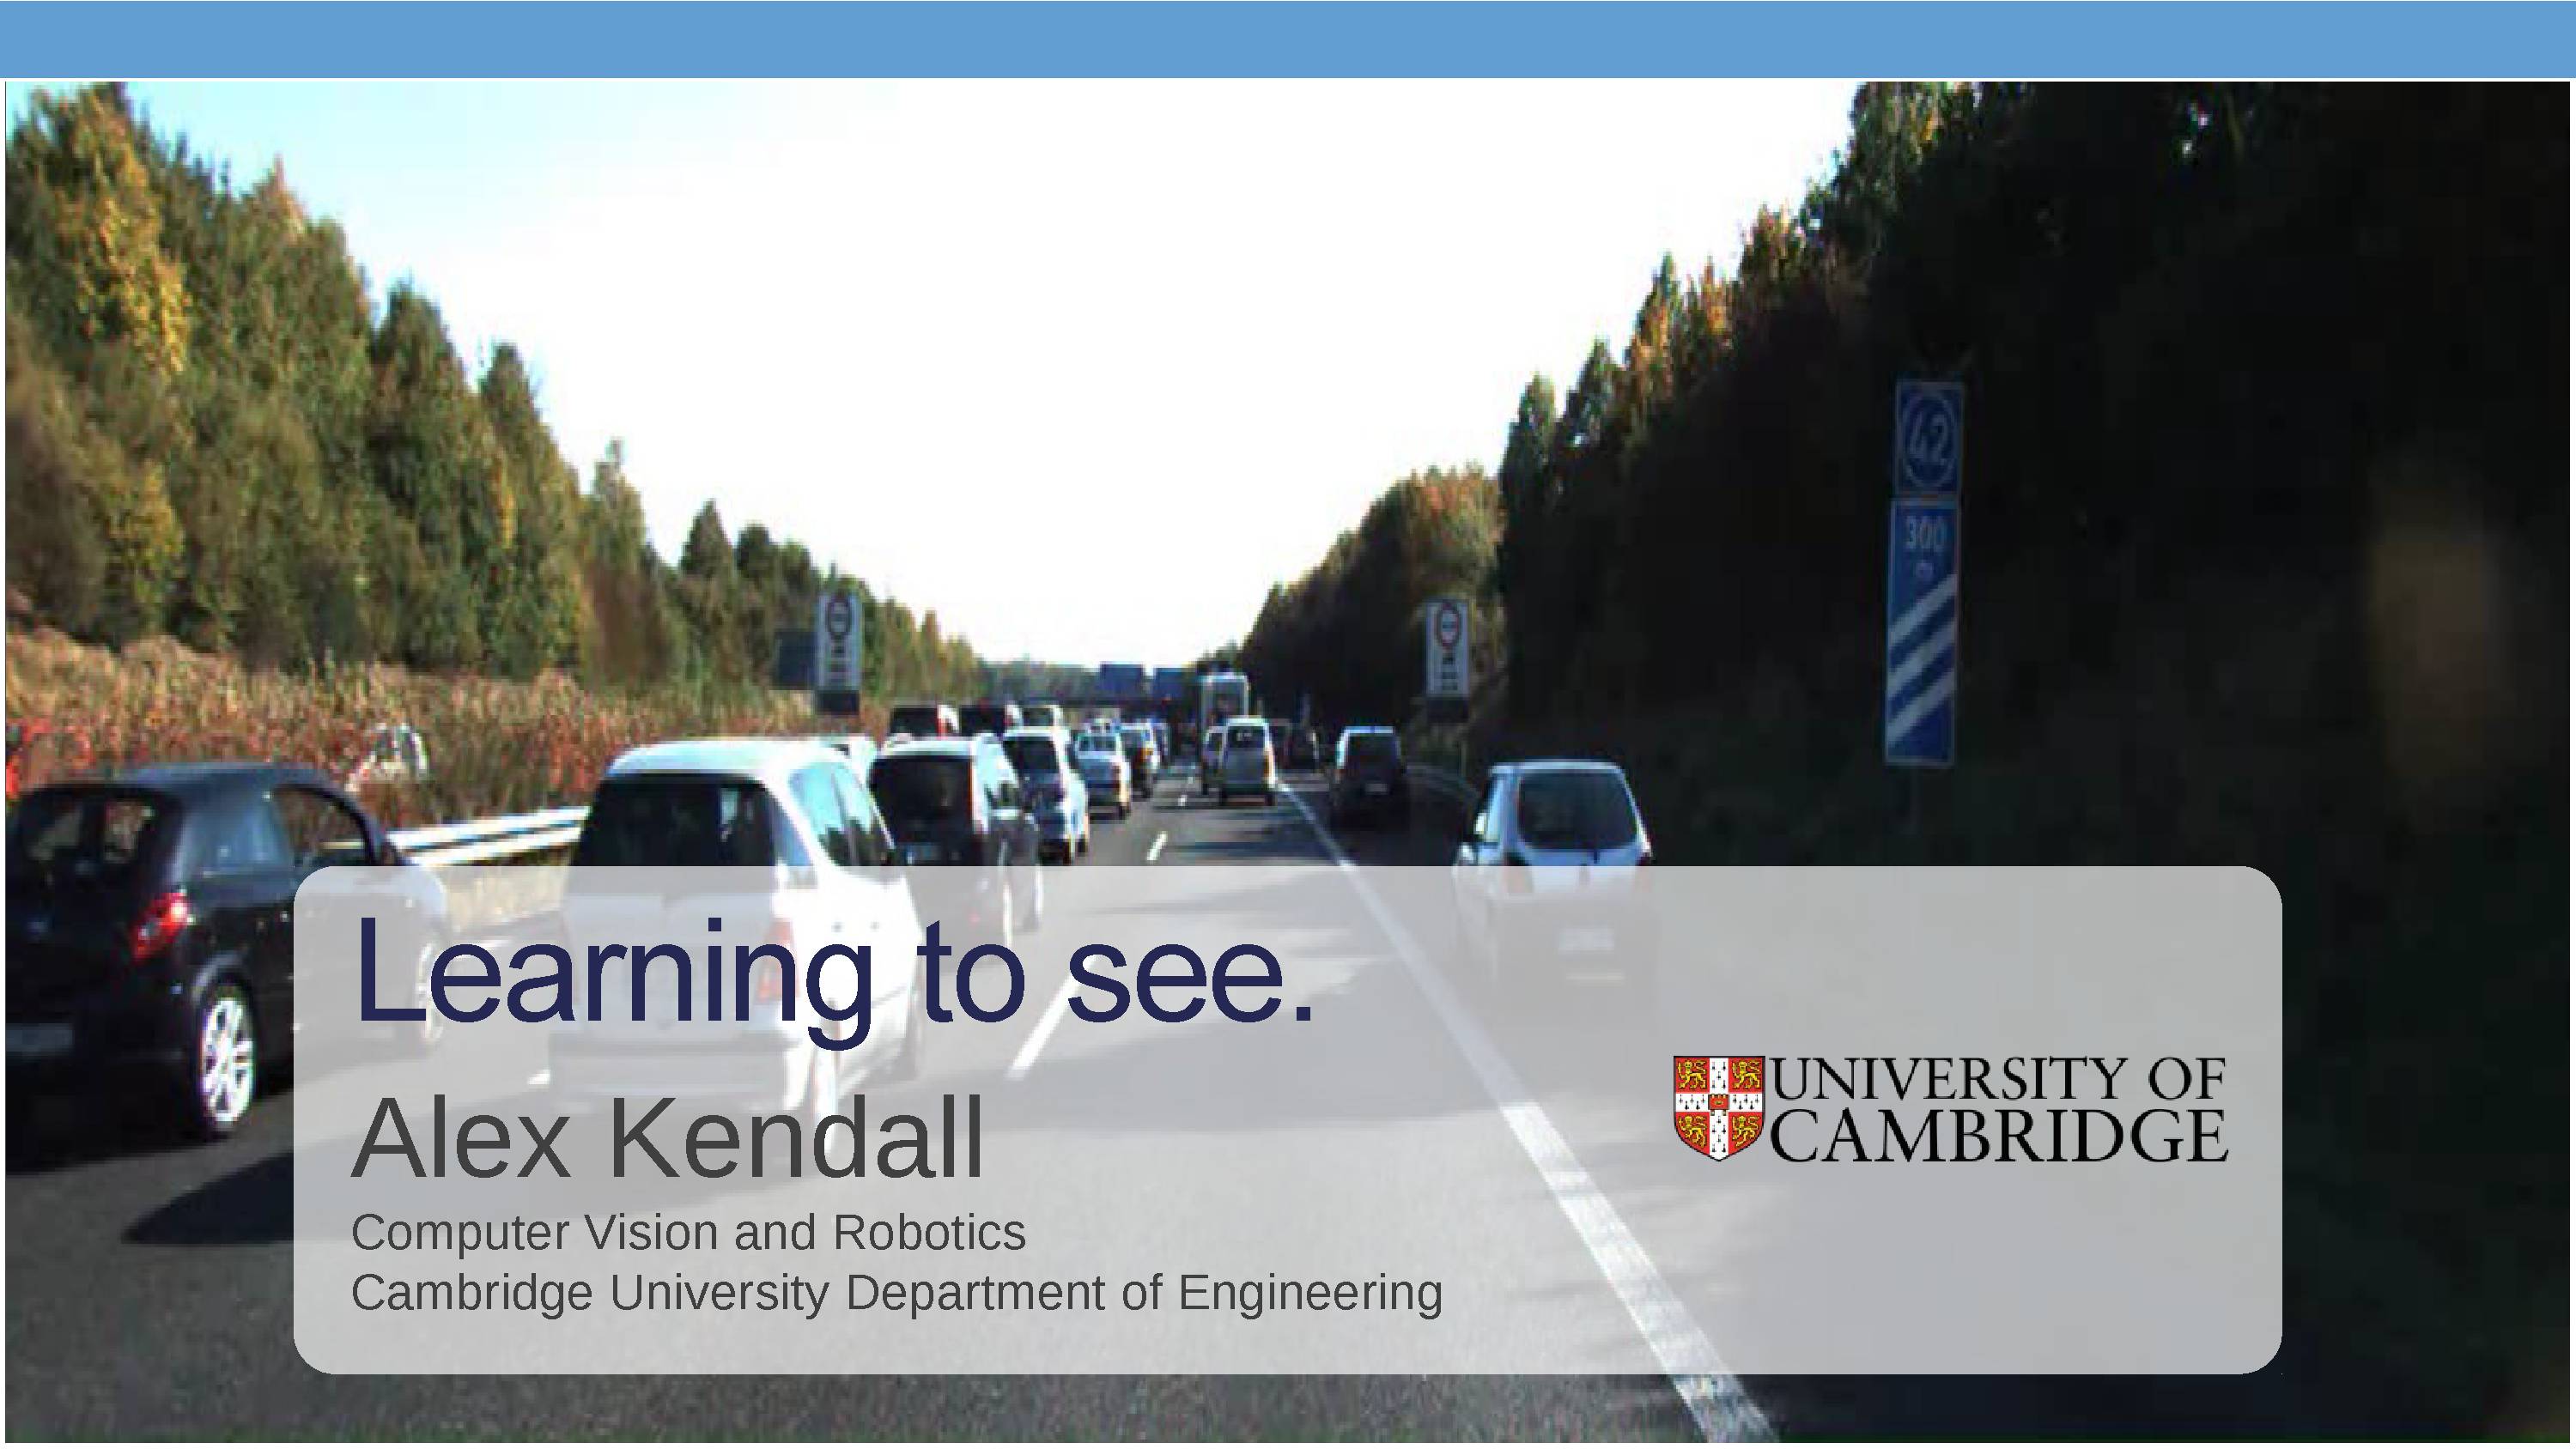 42
300
m
Learning to see.
Alex Kendall
UNIVERSITY OF
CAMBRIDGE
Computer Vision and Robotics
Cambridge University Department of Engineering